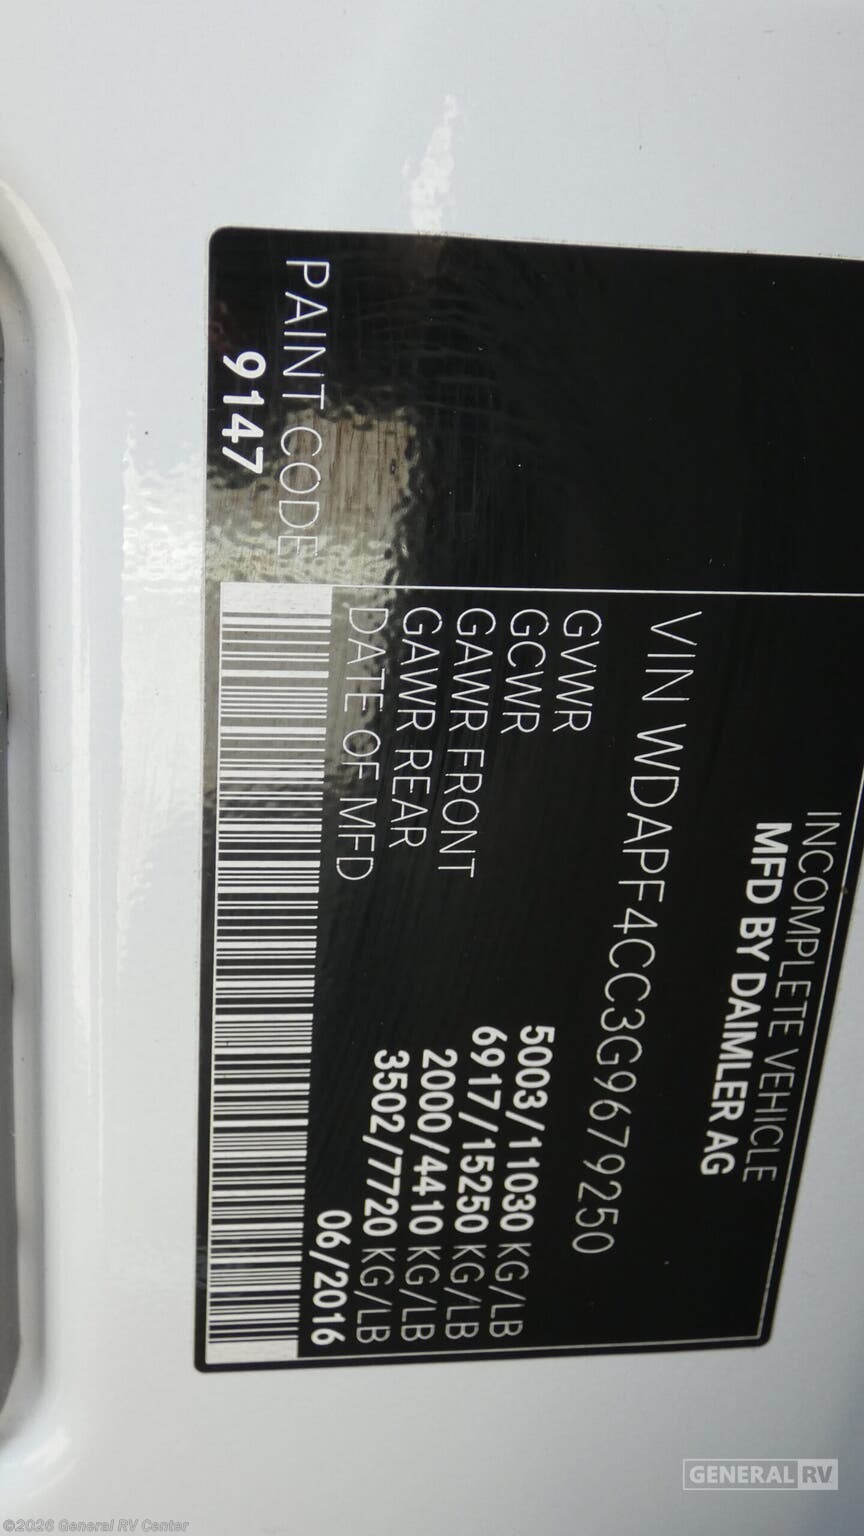 INCOMPLETE VEHICLE
MFD BY DAIMLER AG
VIN WDAPF4CC3G9679250
GVWR 5003/11030 KG/LB
GCWR 6917/15250 KG/LB
GAWR FRONT 2000/4410 KG/LB
GAWR REAR 3502/7720 KG/LB
DATE OF MFD 06/2016
PAINT CODE
9147
GENERAL RV
©2026 General RV Center